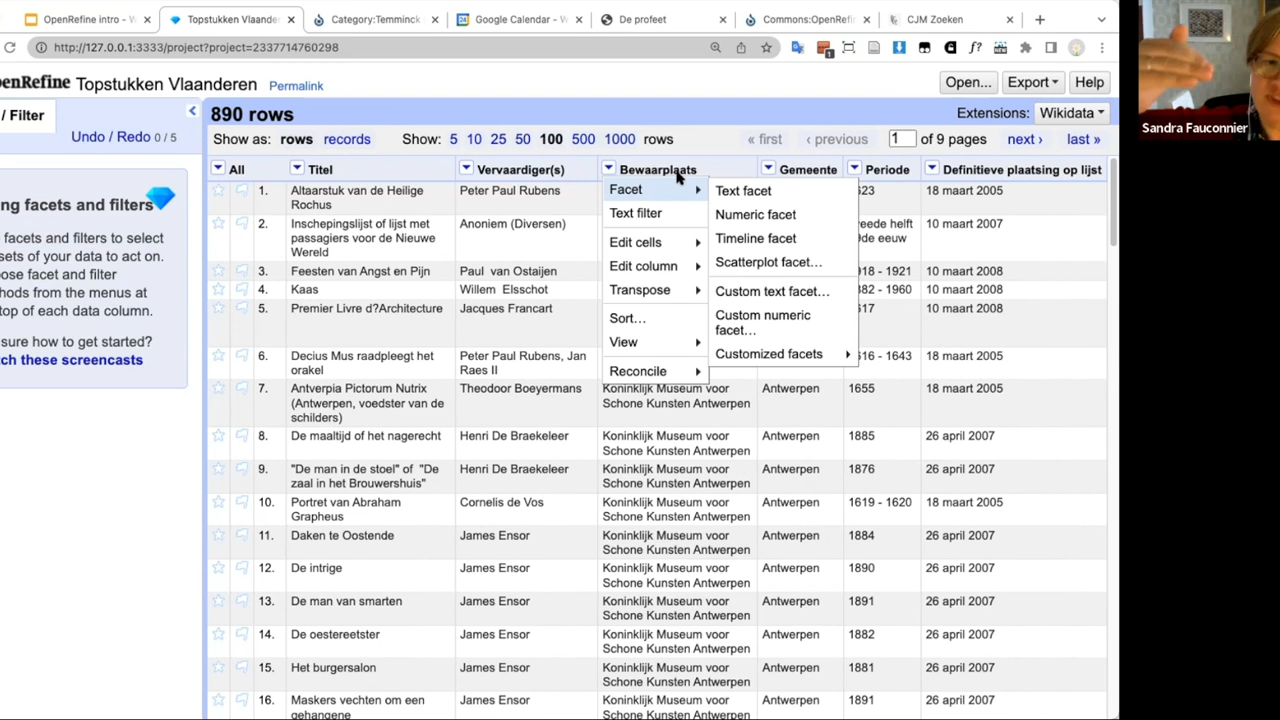 OpenRefine intro - W
Topstukken Vlaande
Category:Temminck
Google Calendar - W
De profeet
Commons:OpenRefin
CJM Zoeken
http://127.0.0.1:3333/project?project=2337714760298
1
enRefine Topstukken Vlaanderen Permalink
Open... Export Help
/ Filter
Undo / Redo 0 / 5
ng facets and filters
facets and filters to select
sets of your data to act on.
ose facet and filter
hods from the menus at
top of each data column.
sure how to get started?
tch these screencasts
890 rows
Extensions: Wikidata
Show as: rows records Show: 5 10 25 50 100 500 1000 rows « first ‹ previous 1 of 9 pages next › last »
All Titel Vervaardiger(s) Bewaarplaats Gemeente Periode Definitieve plaatsing op lijst
Facet
Text filter
Edit cells
Edit column
Transpose
Sort…
View
Reconcile
Text facet
Numeric facet
Timeline facet
Scatterplot facet…
Custom text facet…
Custom numeric
facet…
Customized facets
1. Altaarstuk van de Heilige Peter Paul Rubens 623 18 maart 2005
Rochus
2. Inschepingslijst of lijst met Anoniem (Diversen) eede helft 10 maart 2007
passagiers voor de Nieuwe 9de eeuw
Wereld
3. Feesten van Angst en Pijn Paul van Ostaijen 918 - 1921 10 maart 2008
4. Kaas Willem Elsschot 882 - 1960 10 maart 2008
5. Premier Livre d?Architecture Jacques Francart 617 10 maart 2008
6. Decius Mus raadpleegt het Peter Paul Rubens, Jan 616 - 1643 18 maart 2005
orakel Raes II
7. Antverpia Pictorum Nutrix Theodoor Boeyermans Koninklijk Museum voor Antwerpen 1655 18 maart 2005
(Antwerpen, voedster van de Schone Kunsten Antwerpen
schilders)
8. De maaltijd of het nagerecht Henri De Braekeleer Koninklijk Museum voor Antwerpen 1885 26 april 2007
Schone Kunsten Antwerpen
9. "De man in de stoel" of "De Henri De Braekeleer Koninklijk Museum voor Antwerpen 1876 26 april 2007
zaal in het Brouwershuis" Schone Kunsten Antwerpen
10. Portret van Abraham Cornelis de Vos Koninklijk Museum voor Antwerpen 1619 - 1620 18 maart 2005
Grapheus Schone Kunsten Antwerpen
11. Daken te Oostende James Ensor Koninklijk Museum voor Antwerpen 1884 26 april 2007
Schone Kunsten Antwerpen
12. De intrige James Ensor Koninklijk Museum voor Antwerpen 1890 26 april 2007
Schone Kunsten Antwerpen
13. De man van smarten James Ensor Koninklijk Museum voor Antwerpen 1891 26 april 2007
Schone Kunsten Antwerpen
14. De oestereetster James Ensor Koninklijk Museum voor Antwerpen 1882 26 april 2007
Schone Kunsten Antwerpen
15. Het burgersalon James Ensor Koninklijk Museum voor Antwerpen 1881 26 april 2007
Schone Kunsten Antwerpen
16. Maskers vechten om een James Ensor Koninklijk Museum voor Antwerpen 1891 26 april 2007
gehangene Schone Kunsten Antwerpen
Sandra Fauconnier